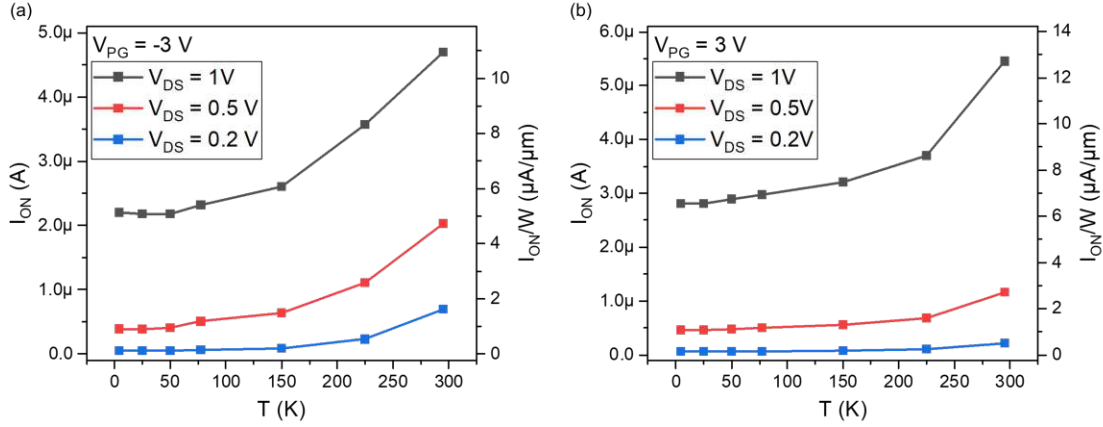 (a)
V_PG = -3 V
V_DS = 1V
V_DS = 0.5 V
V_DS = 0.2 V
5.0µ
4.0µ
3.0µ
2.0µ
1.0µ
0.0
I_ON (A)
10
8
6
4
2
0
I_ON/W (µA/µm)
0 50 100 150 200 250 300
T (K)
(b)
V_PG = 3 V
V_DS = 1V
V_DS = 0.5V
V_DS = 0.2V
6.0µ
5.0µ
4.0µ
3.0µ
2.0µ
1.0µ
0.0
I_ON (A)
14
12
10
8
6
4
2
0
I_ON/W (µA/µm)
0 50 100 150 200 250 300
T (K)